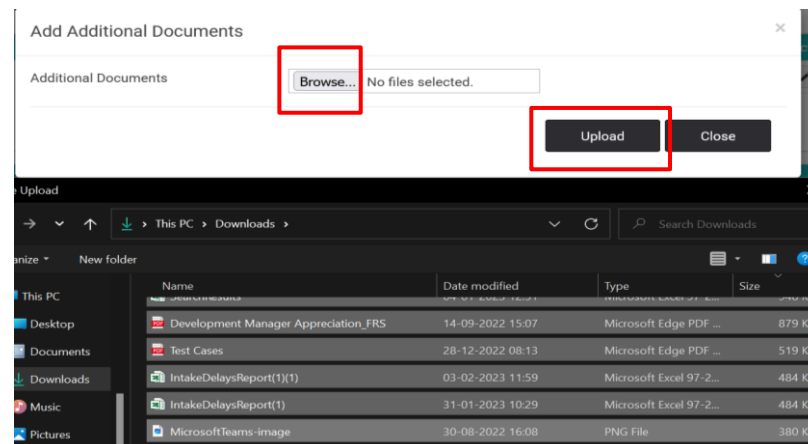 Add Additional Documents ×
Additional Documents Browse... No files selected.
Upload Close
Upload
This PC > Downloads > Search Downloads
anize New folder
Name Date modified Type Size
This PC
Desktop Development Manager Appreciation_FRS 14-09-2022 15:07 Microsoft Edge PDF ... 879 K
Documents Test Cases 28-12-2022 08:13 Microsoft Edge PDF ... 519 K
Downloads IntakeDelaysReport(1)(1) 03-02-2023 11:59 Microsoft Excel 97-2... 484 K
Music IntakeDelaysReport(1) 31-01-2023 10:29 Microsoft Excel 97-2... 484 K
Pictures MicrosoftTeams-image 30-08-2022 16:08 PNG File 380 K